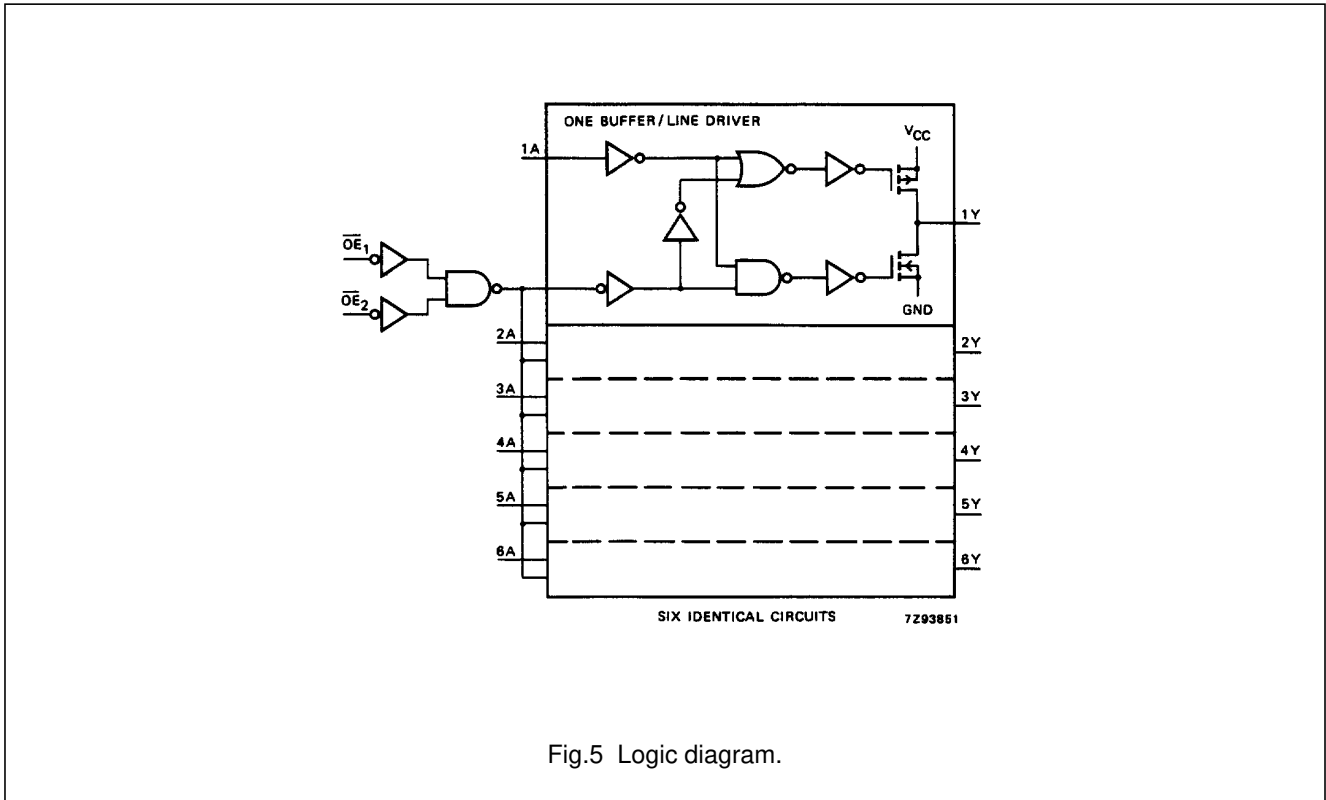 ONE BUFFER/LINE DRIVER
VCC
1A
1Y
OE1
OE2
GND
2A
2Y
3A
3Y
4A
4Y
5A
5Y
6A
6Y
SIX IDENTICAL CIRCUITS
7Z93851
Fig.5 Logic diagram.